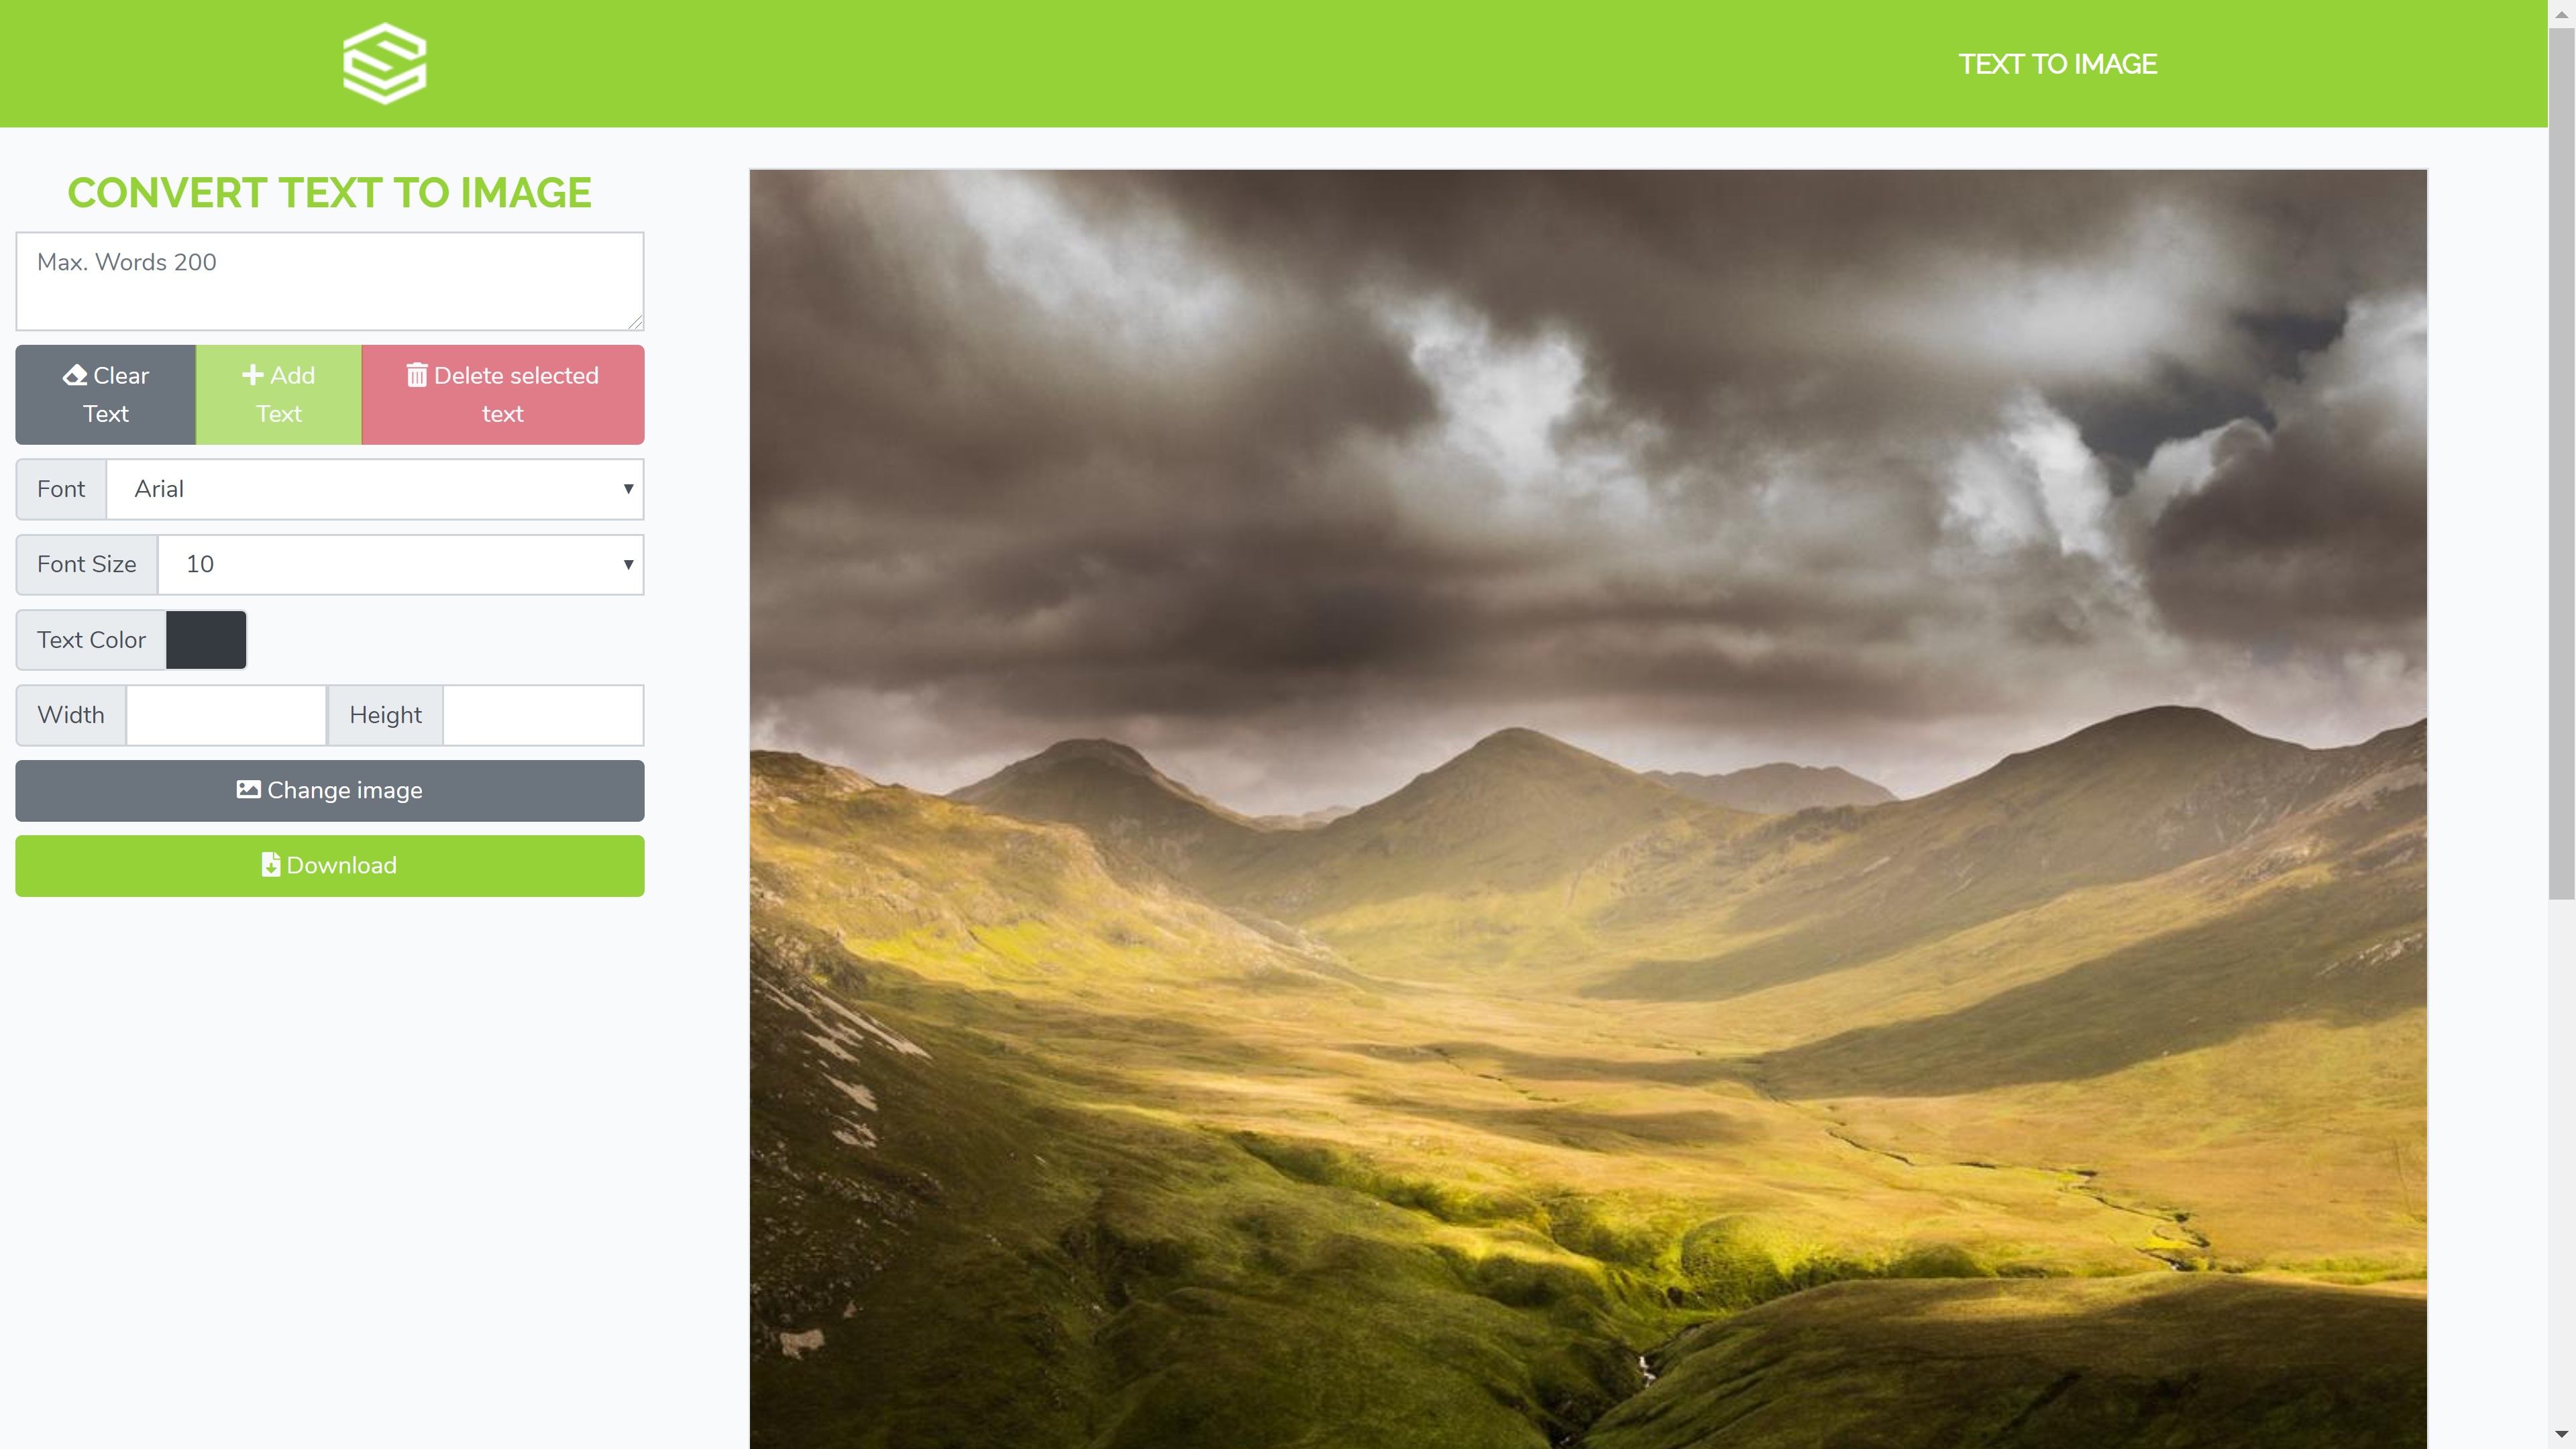 TEXT TO IMAGE
CONVERT TEXT TO IMAGE
Max. Words 200
Clear
Text
Add
Text
Delete selected
text
Font
Arial
Font Size
10
Text Color
Width
Height
Change image
Download